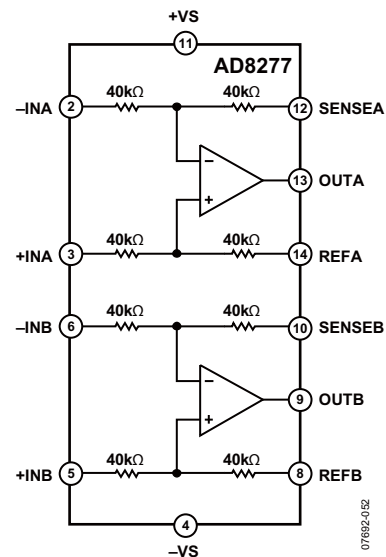 +VS
11
AD8277
40kΩ 40kΩ
–INA 2 12 SENSEA
13 OUTA
–
+
40kΩ 40kΩ
+INA 3 14 REFA
40kΩ 40kΩ
–INB 6 10 SENSEB
–
9 OUTB
+
40kΩ 40kΩ
+INB 5 8 REFB
4
–VS
07692-052